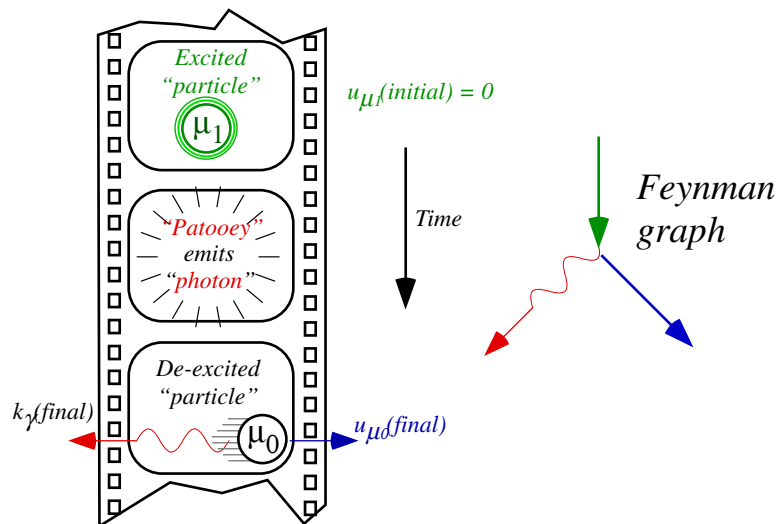 Excited
“particle”
μ1
uμ1(initial) = 0
“Patooey”
emits
“photon”
Time
Feynman
graph
De-excited
“particle”
kγ(final)
μ0
uμ0(final)